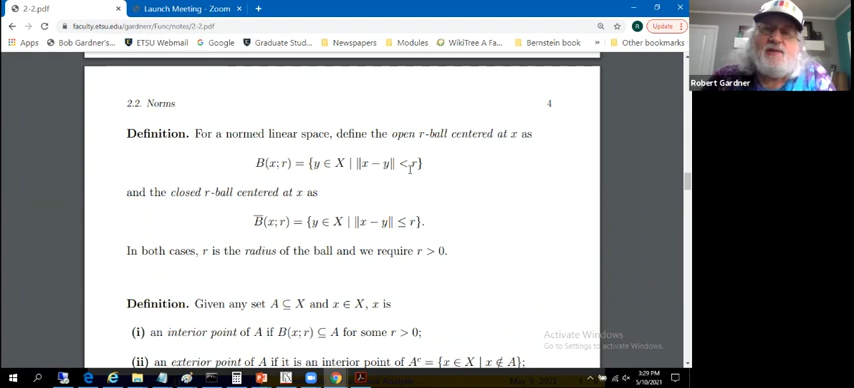 2-2.pdf
Launch Meeting - Zoom
faculty.etsu.edu/gardnerr/Func/notes/2-2.pdf
R
Update
Apps
Bob Gardner's
ETSU Webmail
Google
Graduate Stud...
Newspapers
Modules
WikiTree A Fa...
Bernstein book
»
Other bookmarks
Robert Gardner
2.2. Norms
4
Definition. For a normed linear space, define the open r-ball centered at x as
B(x; r) = {y ∈ X | ‖x − y‖ < r}
and the closed r-ball centered at x as
B̅(x; r) = {y ∈ X | ‖x − y‖ ≤ r}.
In both cases, r is the radius of the ball and we require r > 0.
Definition. Given any set A ⊆ X and x ∈ X, x is
(i) an interior point of A if B(x; r) ⊆ A for some r > 0;
(ii) an exterior point of A if it is an interior point of Aᶜ = {x ∈ X | x ∉ A};
Activate Windows
Go to Settings to activate Windows.
3:29 PM
5/10/2021